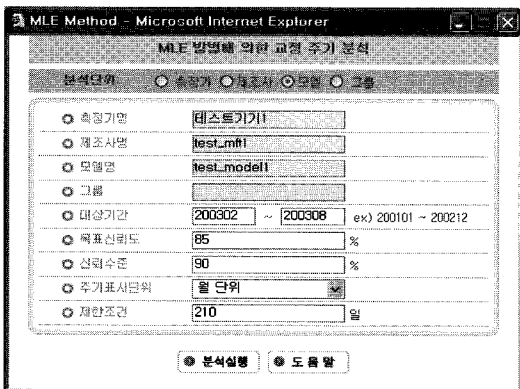 MLE Method - Microsoft Internet Explorer
MLE 방법에 의한 교정 주기 분석
분석단위 측정기 제조사 모델 그룹
측정기명 테스트기기1
제조사명 test_mft1
모델명 test_model1
그룹
대상기간 200302 ~ 200308 ex) 200101 ~ 200212
목표신뢰도 85 %
신뢰수준 90 %
주기표시단위 월 단위
제한조건 210 일
분석실행 도움말